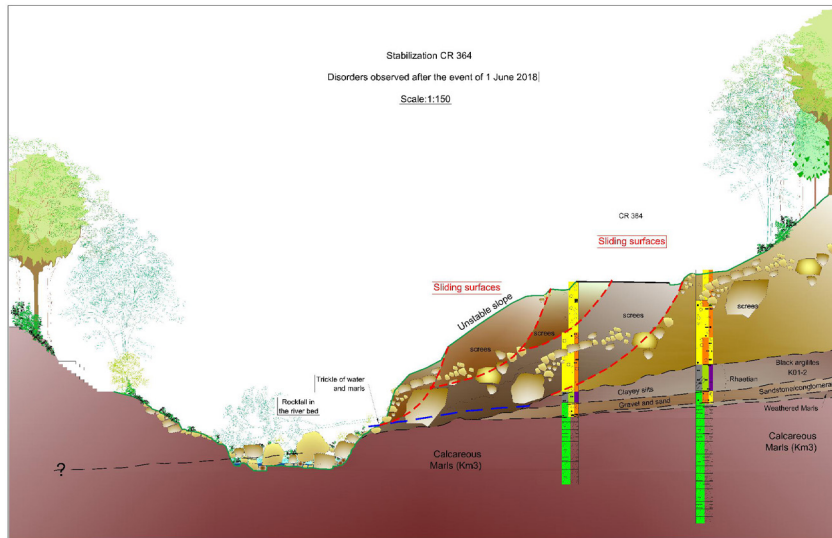 Stabilization CR 364
Disorders observed after the event of 1 June 2018
Scale:1:150
CR 364
Sliding surfaces
Sliding surfaces
Unstable slope
screes
screes
screes
screes
screes
Trickle of water
and marls
Rockfall in
the river bed
Black argilites
K01-2
Rhaetian
Clayey silts
Sandstone/conglomera
Gravel and sand
Weathered Marls
Calcareous
Marls (Km3)
Calcareous
Marls (Km3)
?